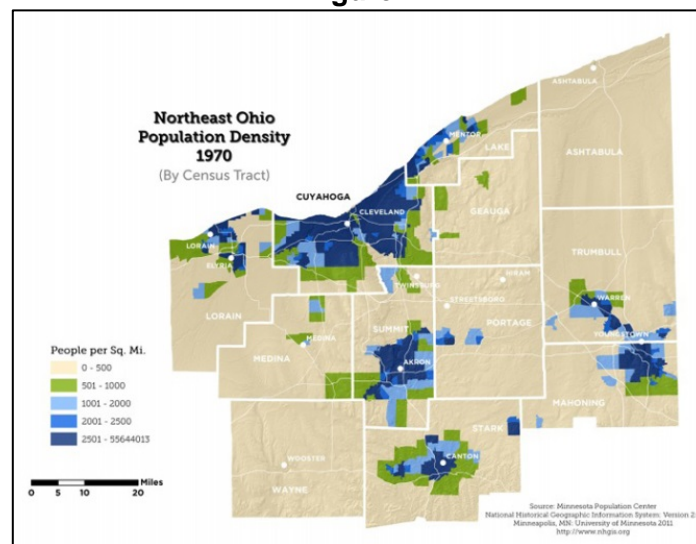 Northeast Ohio
Population Density
1970
(By Census Tract)
ASHTABULA
MENTOR
LAKE
ASHTABULA
CUYAHOGA
CLEVELAND
GEAUGA
LORAIN
ELYRIA
TRUMBULL
TWINSBURG
HIRAM
STREETSBORO
WARREN
LORAIN
SUMMIT
PORTAGE
YOUNGSTOWN
MEDINA
MEDINA
AKRON
MAHONING
People per Sq. Mi.
0 - 500
501 - 1000
1001 - 2000
2001 - 2500
2501 - 55644013
STARK
WOOSTER
CANTON
WAYNE
Miles
0 5 10 20
Source: Minnesota Population Center
National Historical Geographic Information System: Version 2.
Minneapolis, MN: University of Minnesota 2011
http://www.nhgis.org